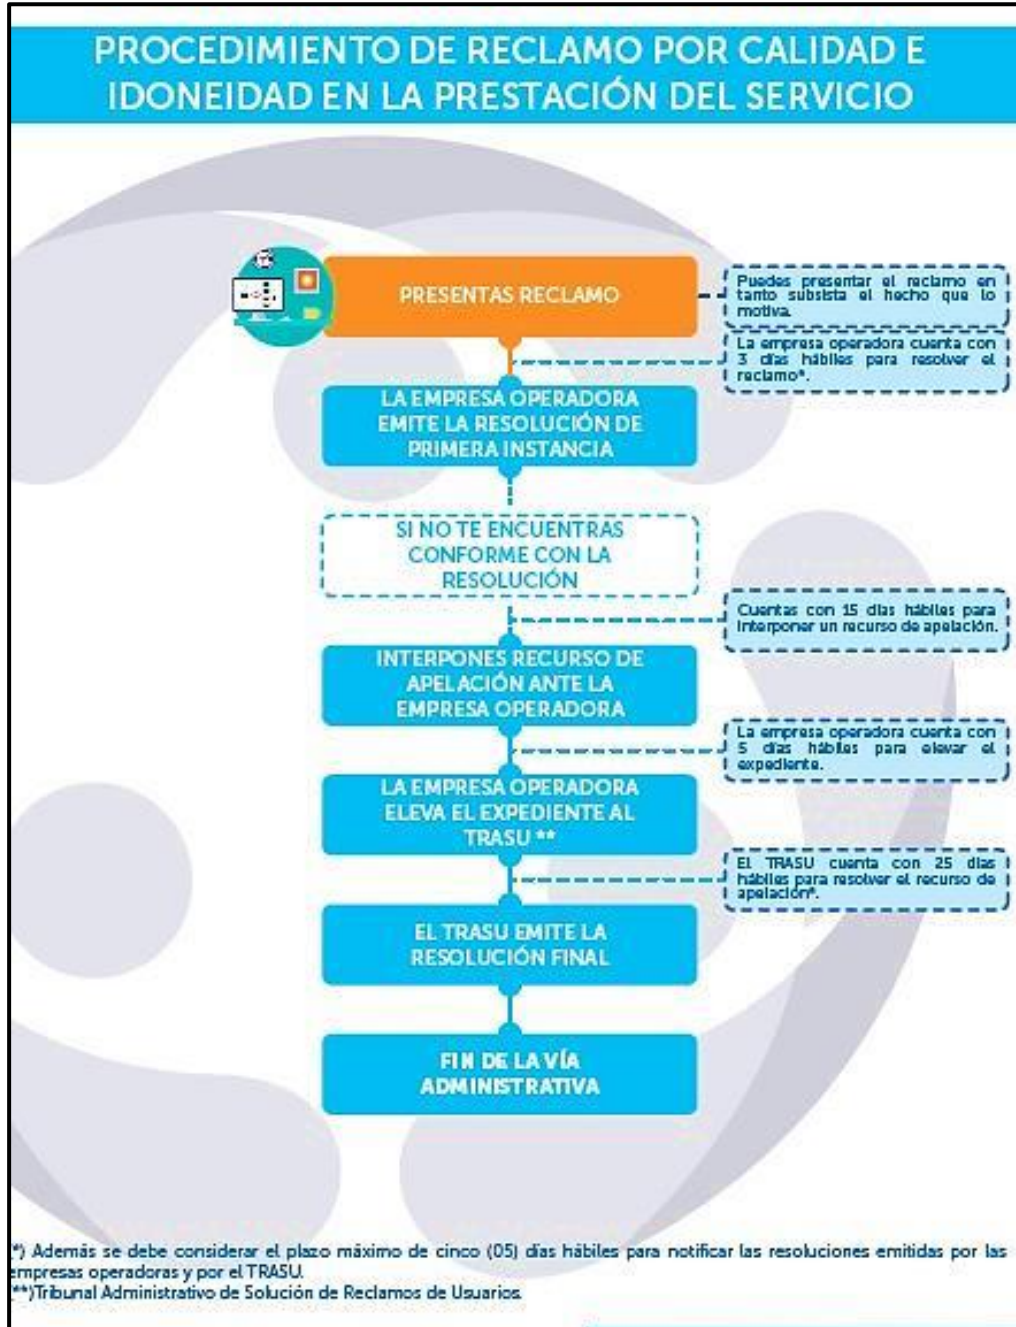 PROCEDIMIENTO DE RECLAMO POR CALIDAD E
IDONEIDAD EN LA PRESTACIÓN DEL SERVICIO
PRESENTAS RECLAMO
Puedes presentar el reclamo en
tanto subsista el hecho que lo
motiva.
La empresa operadora cuenta con
3 días hábiles para resolver el
reclamo*.
LA EMPRESA OPERADORA
EMITE LA RESOLUCIÓN DE
PRIMERA INSTANCIA
SI NO TE ENCUENTRAS
CONFORME CON LA
RESOLUCIÓN
Cuentas con 15 días hábiles para
interponer un recurso de apelación.
INTERPONES RECURSO DE
APELACIÓN ANTE LA
EMPRESA OPERADORA
La empresa operadora cuenta con
5 días hábiles para elevar el
expediente.
LA EMPRESA OPERADORA
ELEVA EL EXPEDIENTE AL
TRASU **
El TRASU cuenta con 25 días
hábiles para resolver el recurso de
apelación*.
EL TRASU EMITE LA
RESOLUCIÓN FINAL
FIN DE LA VÍA
ADMINISTRATIVA
*) Además se debe considerar el plazo máximo de cinco (05) días hábiles para notificar las resoluciones emitidas por las
empresas operadoras y por el TRASU.
**)Tribunal Administrativo de Solución de Reclamos de Usuarios.